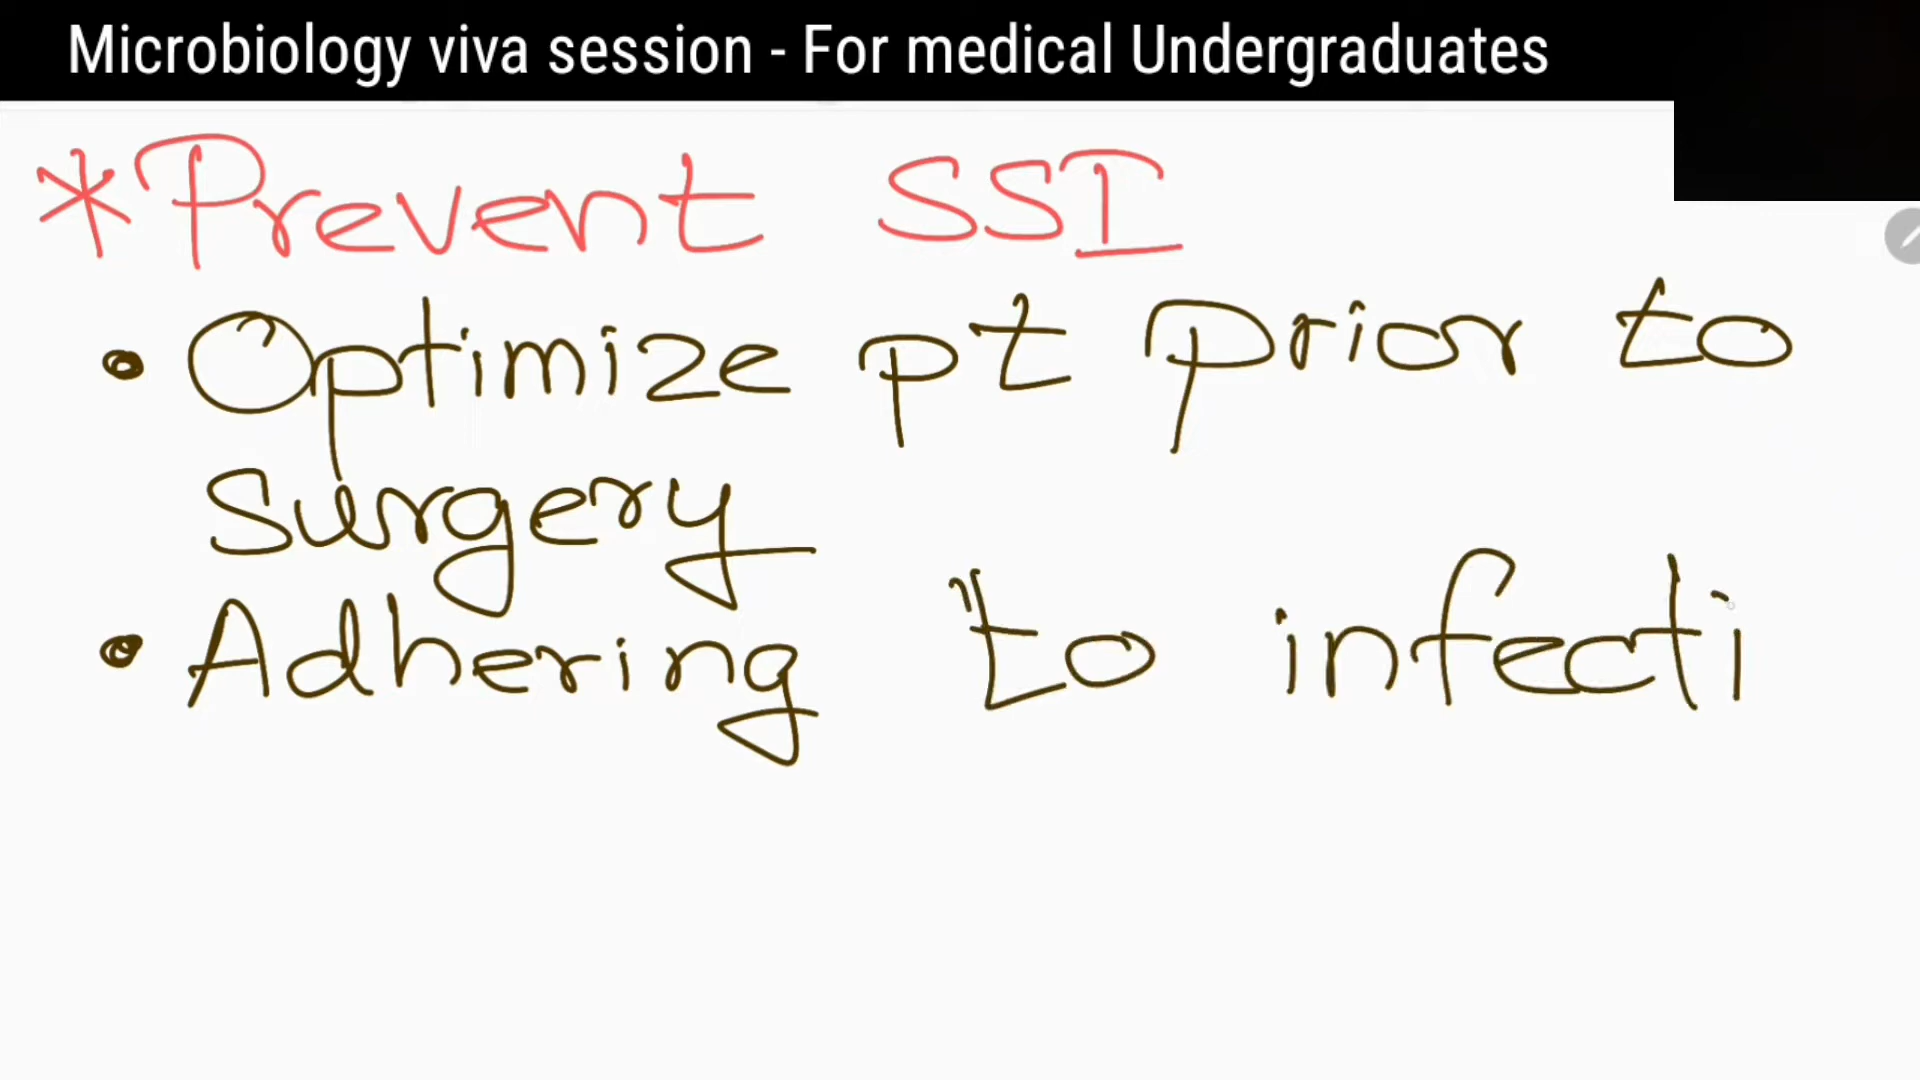 Microbiology viva session - For medical Undergraduates
*Prevent SSI
• Optimize pt prior to
surgery
• Adhering to infecti